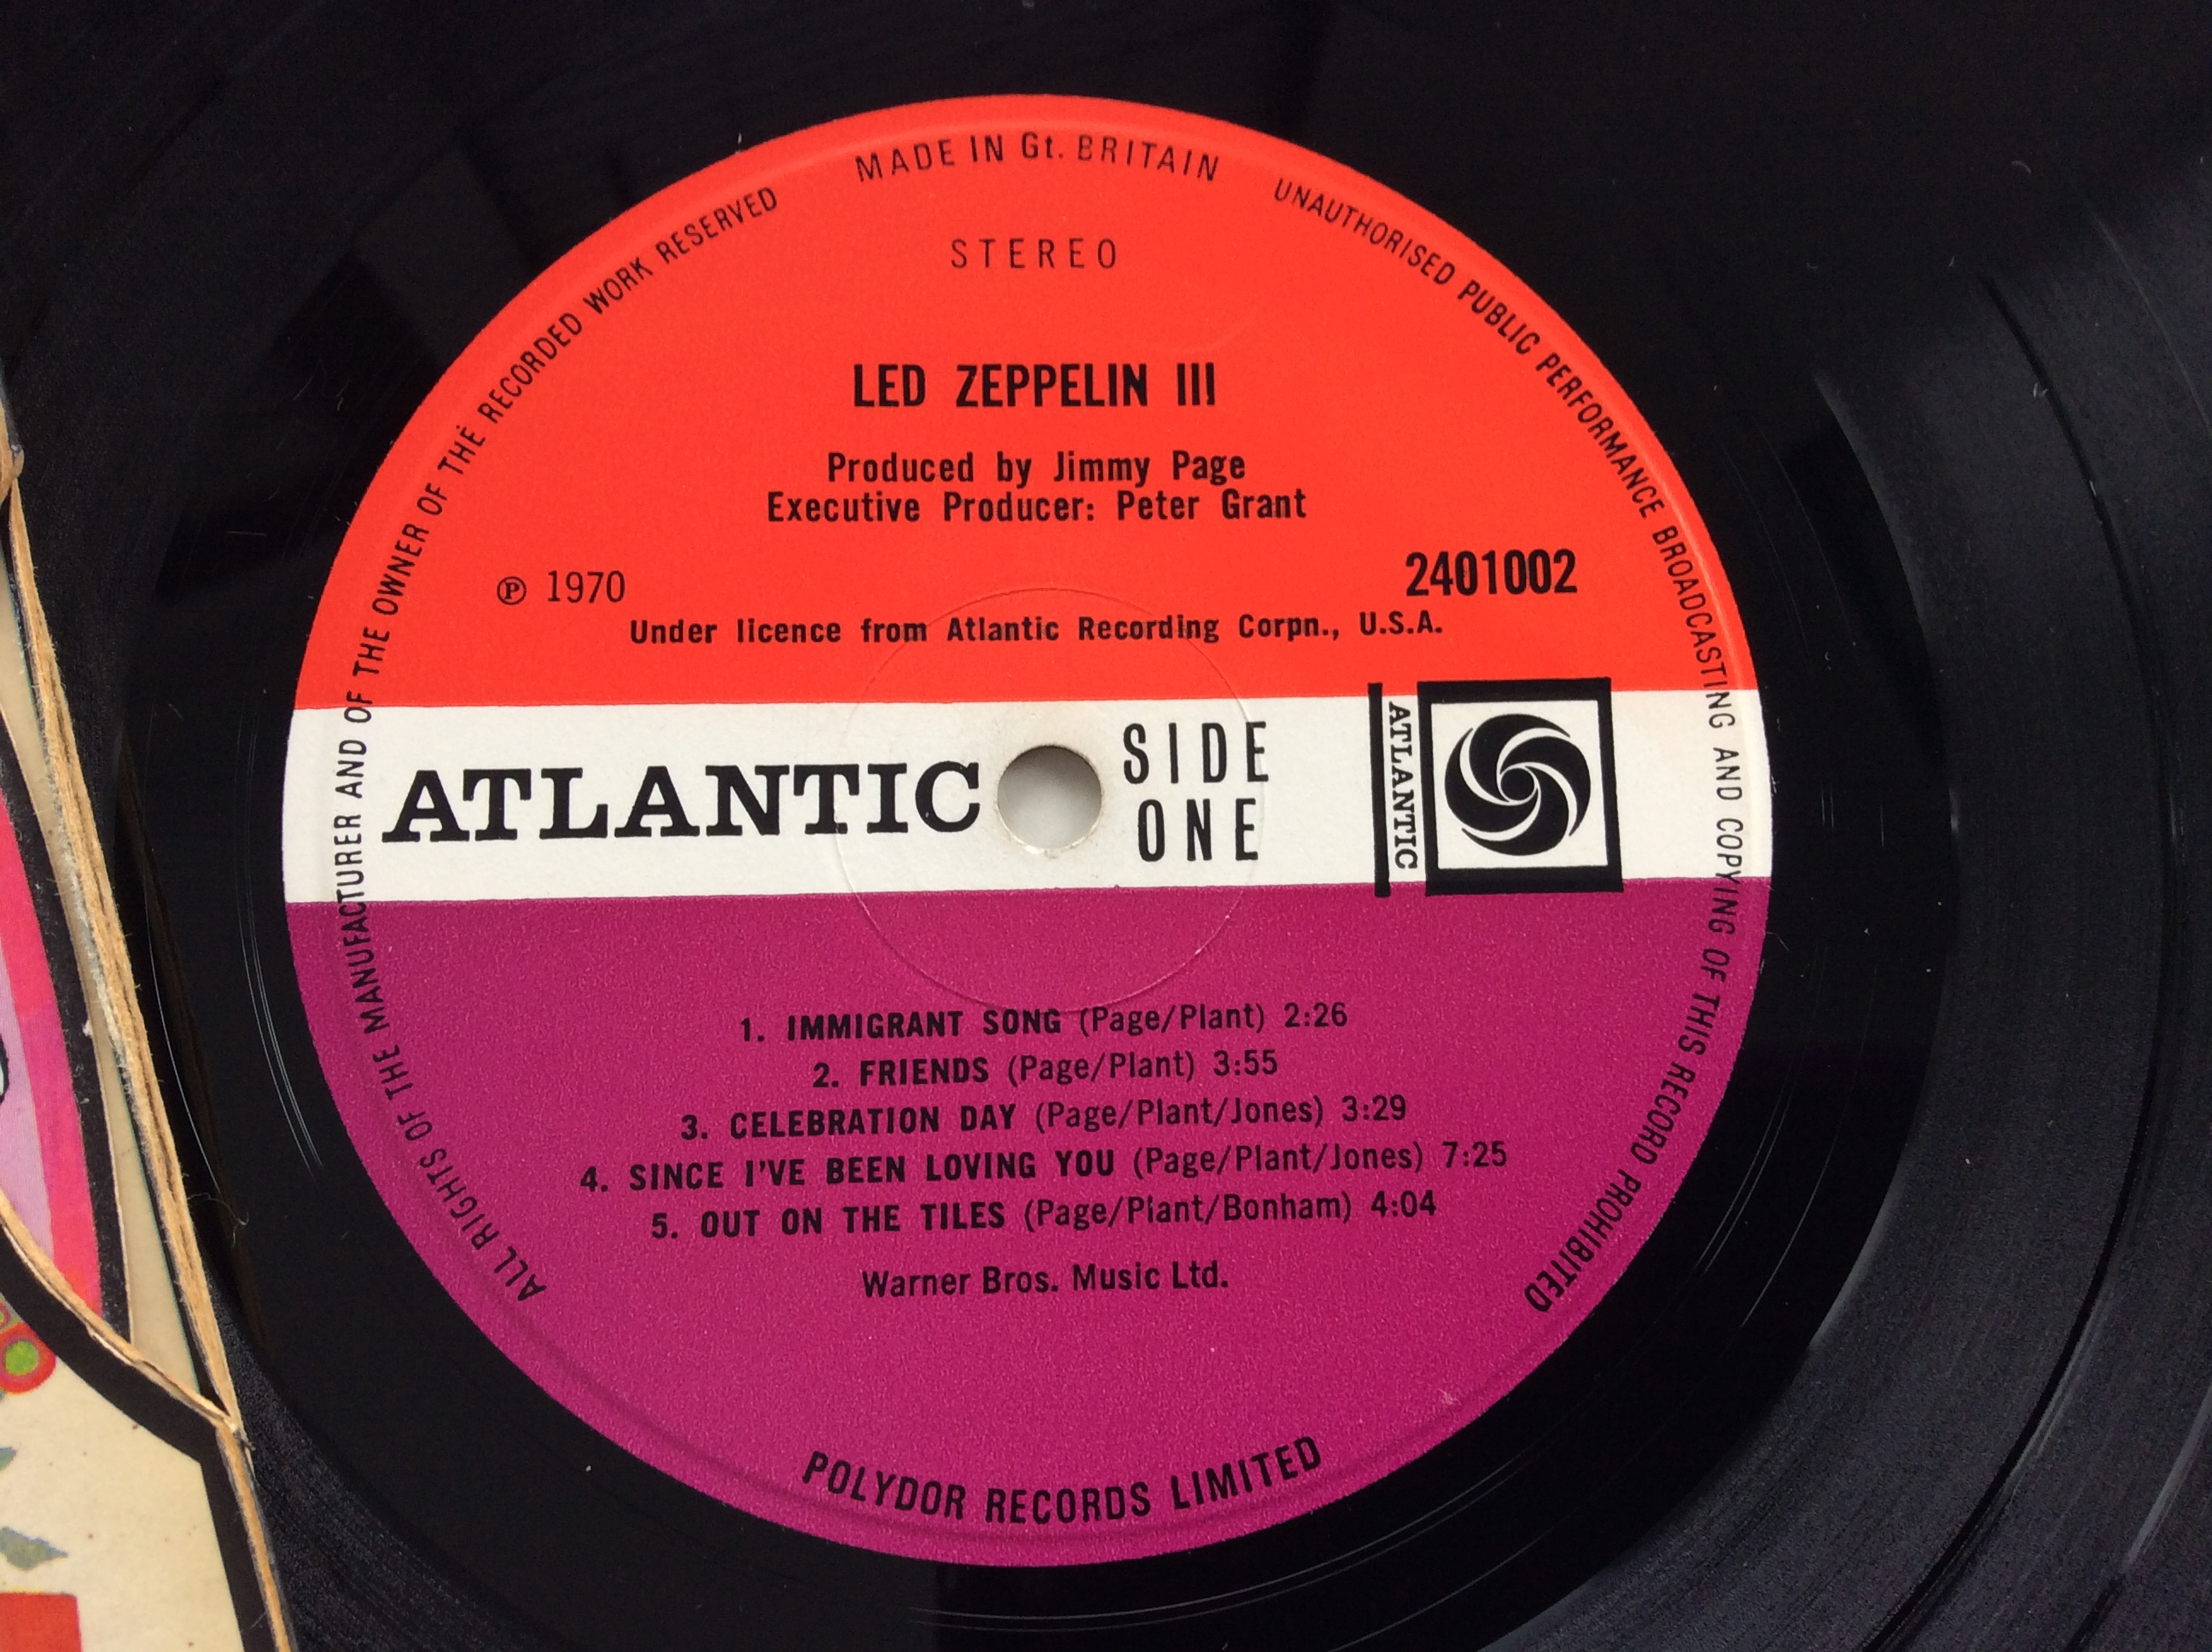 MADE IN Gt. BRITAIN
UNAUTHORISED PUBLIC PERFORMANCE BROADCASTING AND COPYING OF THIS RECORD PROHIBITED
ALL RIGHTS OF THE MANUFACTURER AND OF THE OWNER OF THE RECORDED WORK RESERVED
STEREO
LED ZEPPELIN III
Produced by Jimmy Page
Executive Producer: Peter Grant
℗ 1970
2401002
Under licence from Atlantic Recording Corpn., U.S.A.
ATLANTIC
SIDE
ONE
ATLANTIC
1. IMMIGRANT SONG (Page/Plant) 2:26
2. FRIENDS (Page/Plant) 3:55
3. CELEBRATION DAY (Page/Plant/Jones) 3:29
4. SINCE I'VE BEEN LOVING YOU (Page/Plant/Jones) 7:25
5. OUT ON THE TILES (Page/Plant/Bonham) 4:04
Warner Bros. Music Ltd.
POLYDOR RECORDS LIMITED